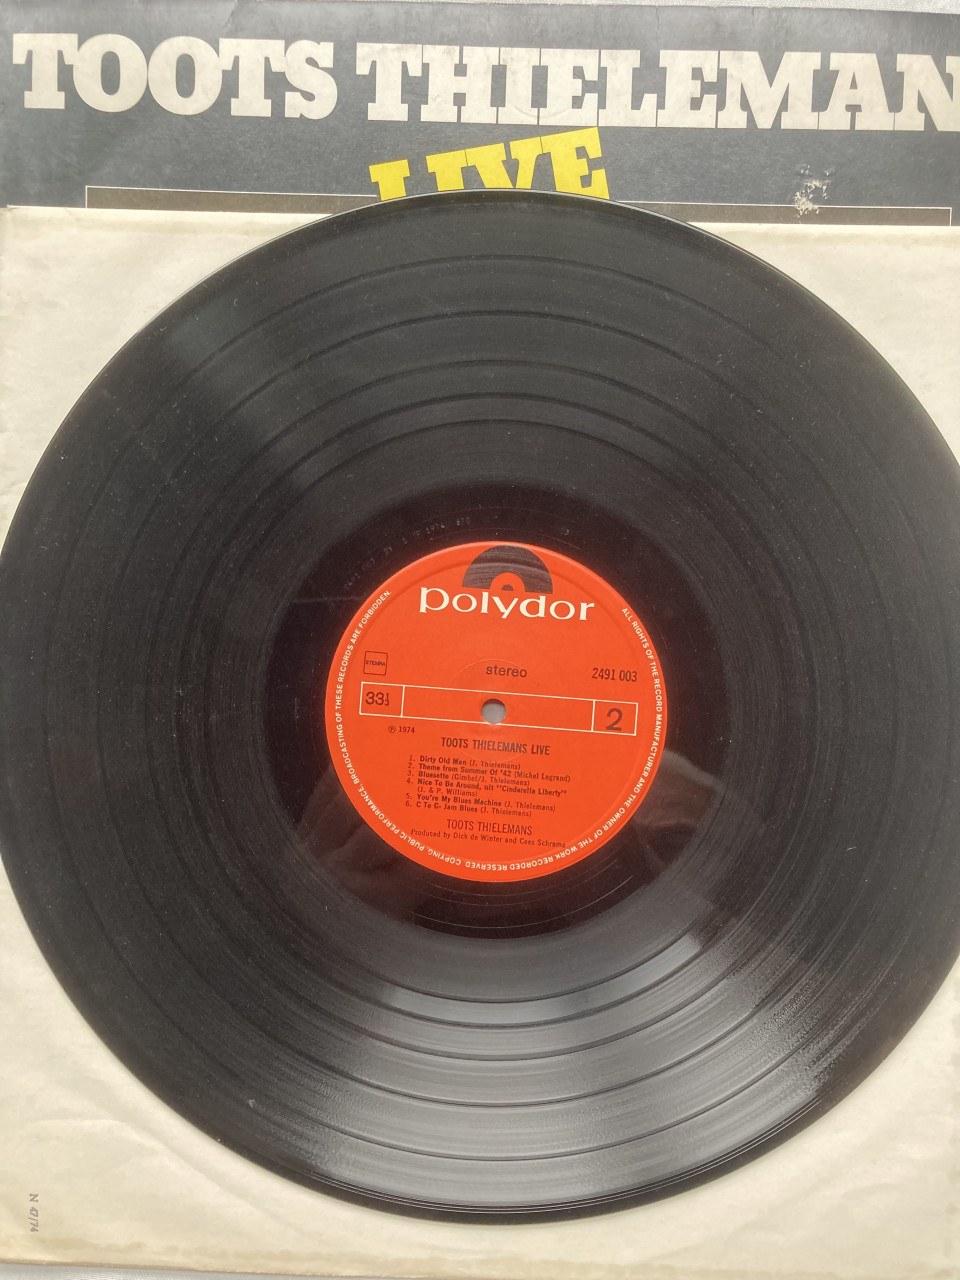 TOOTS THIELEMAN
LIVE
polydor
STEMRA
stereo
2491 003
33⅓
2
℗ 1974
TOOTS THIELEMANS LIVE
1. Dirty Old Man (J. Thielemans)
2. Theme from Summer Of '42 (Michel Legrand)
3. Bluesette (Gimbel/J. Thielemans)
4. Nice To Be Around, uit "Cinderella Liberty"
(J. & P. Williams)
5. You're My Blues Machine (J. Thielemans)
6. C To G- Jam Blues (J. Thielemans)
TOOTS THIELEMANS
Produced by Dick de Winter and Cees Schrama
ALL RIGHTS OF THE RECORD MANUFACTURER AND THE OWNER OF THE WORK RECORDED RESERVED. COPYING, PUBLIC PERFORMANCE, BROADCASTING OF THESE RECORDS ARE FORBIDDEN.
N 47/74